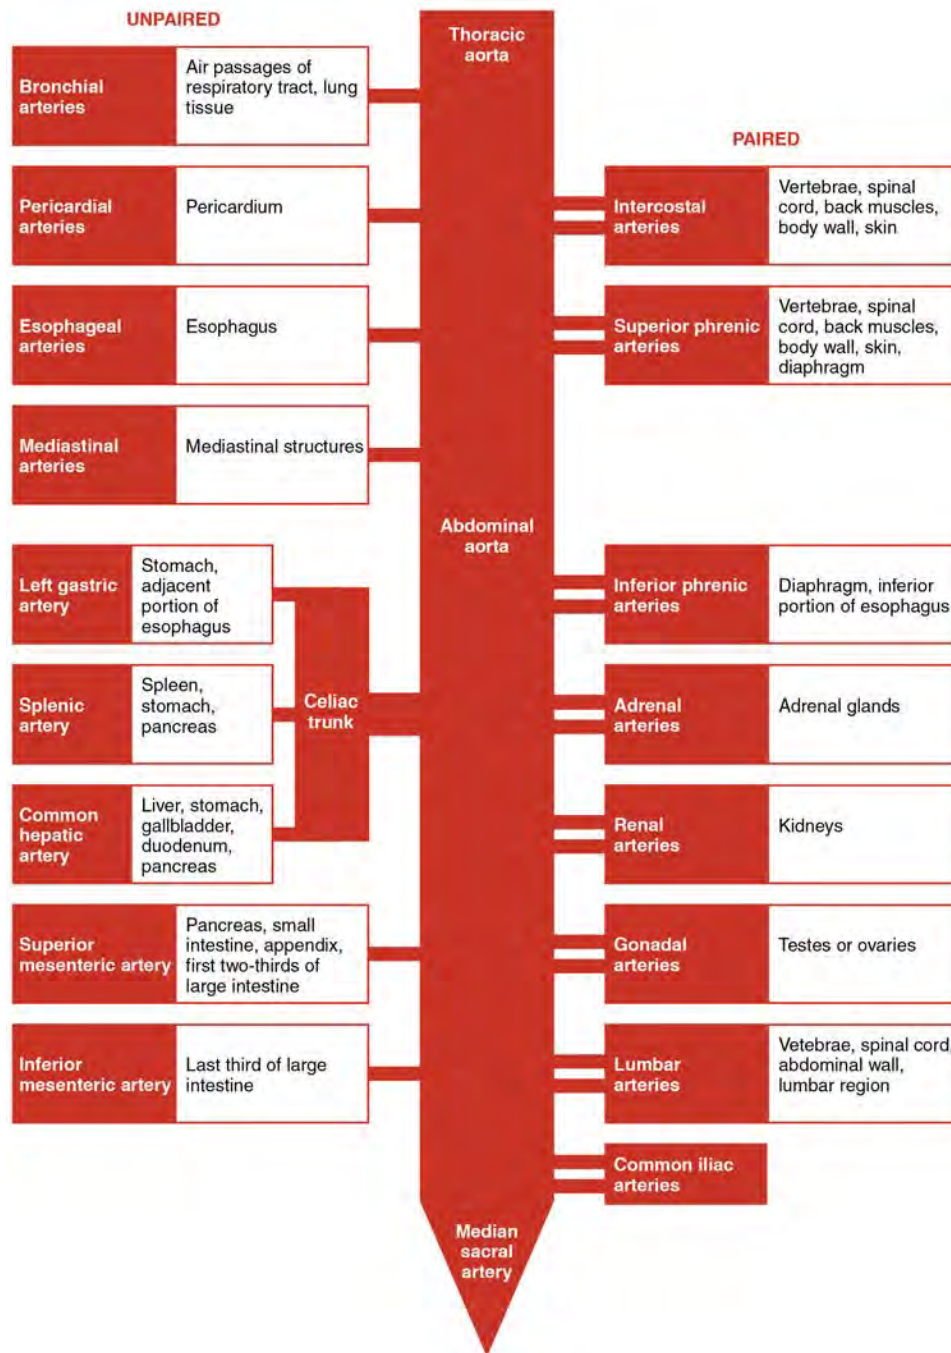 UNPAIRED
Thoracic
aorta
Bronchial
arteries
Air passages of
respiratory tract, lung
tissue
PAIRED
Pericardial
arteries
Pericardium
Intercostal
arteries
Vertebrae, spinal
cord, back muscles,
body wall, skin
Esophageal
arteries
Esophagus
Superior phrenic
arteries
Vertebrae, spinal
cord, back muscles,
body wall, skin,
diaphragm
Mediastinal
arteries
Mediastinal structures
Abdominal
aorta
Left gastric
artery
Stomach,
adjacent
portion of
esophagus
Inferior phrenic
arteries
Diaphragm, inferior
portion of esophagus
Splenic
artery
Spleen,
stomach,
pancreas
Celiac
trunk
Adrenal
arteries
Adrenal glands
Common
hepatic
artery
Liver, stomach,
gallbladder,
duodenum,
pancreas
Renal
arteries
Kidneys
Superior
mesenteric artery
Pancreas, small
intestine, appendix,
first two-thirds of
large intestine
Gonadal
arteries
Testes or ovaries
Inferior
mesenteric artery
Last third of large
intestine
Lumbar
arteries
Vetebrae, spinal cord,
abdominal wall,
lumbar region
Common iliac
arteries
Median
sacral
artery